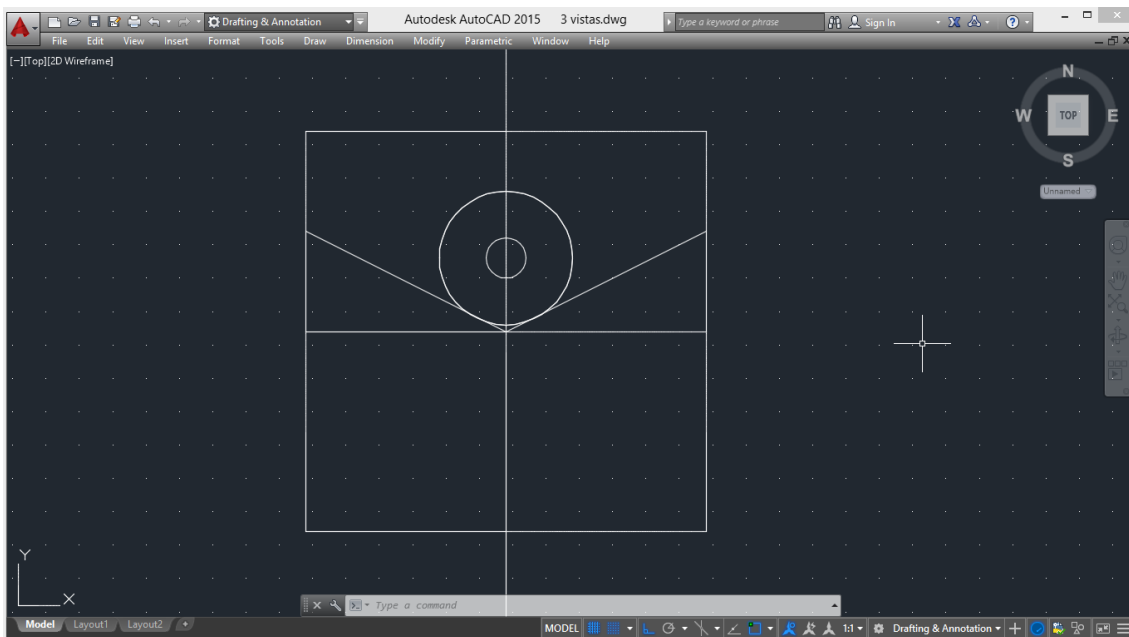 Drafting & Annotation Autodesk AutoCAD 2015 3 vistas.dwg Type a keyword or phrase Sign In
File Edit View Insert Format Tools Draw Dimension Modify Parametric Window Help
[−][Top][2D Wireframe]
N
W TOP E
S
Unnamed
Y
X
Type a command
Model Layout1 Layout2 + MODEL 1:1 Drafting & Annotation